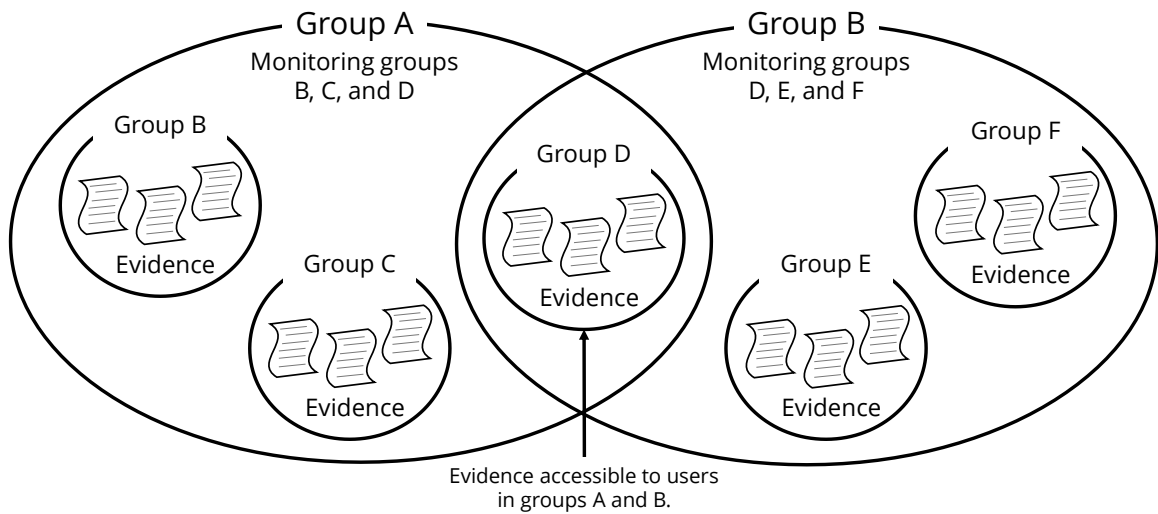 Group A
Monitoring groups
B, C, and D
Group B
Monitoring groups
D, E, and F
Group B
Evidence
Group C
Evidence
Group D
Evidence
Group E
Evidence
Group F
Evidence
Evidence accessible to users
in groups A and B.